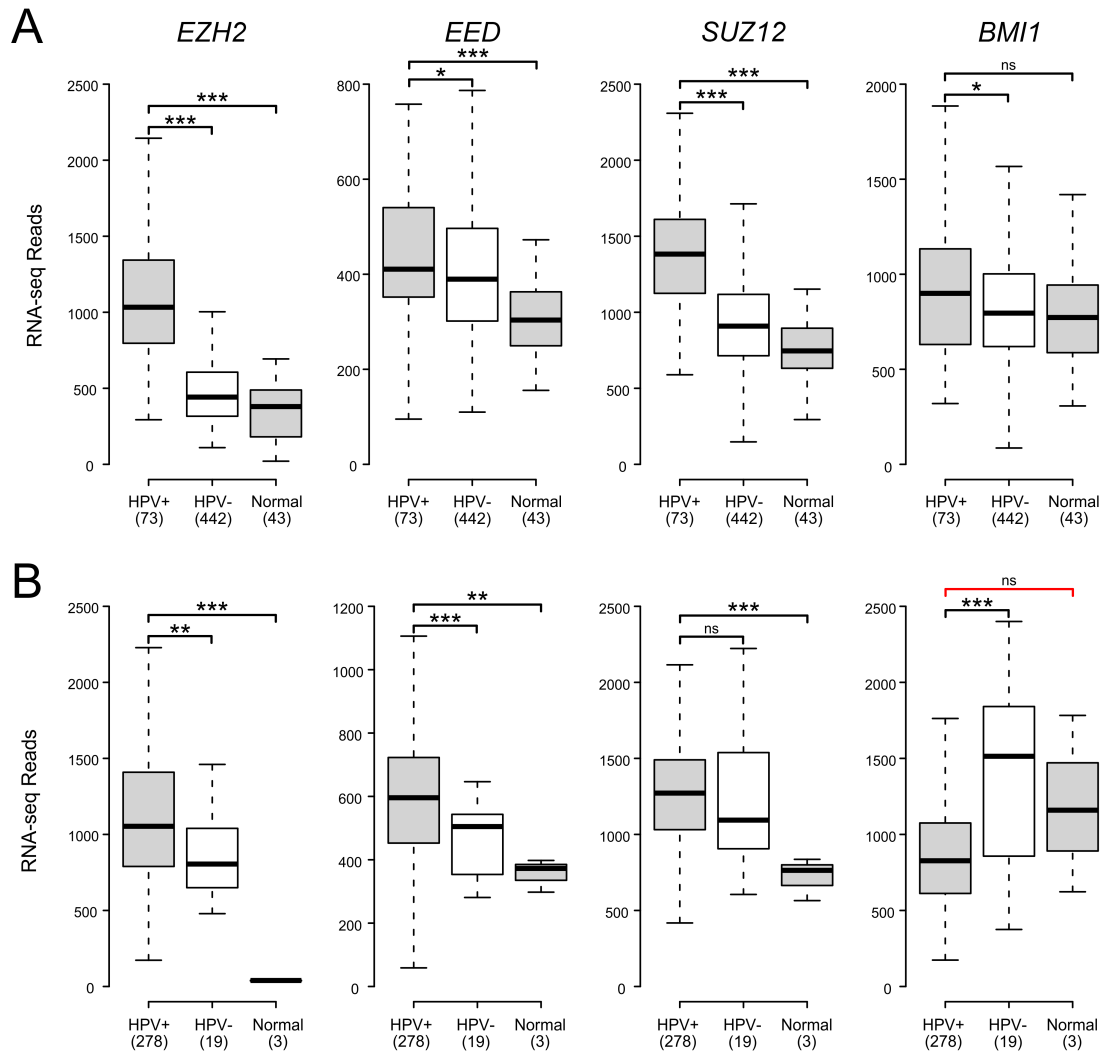 A
EZH2 EED SUZ12 BMI1
RNA-seq Reads
*** *** 2500 2000 1500 1000 500 0
HPV+ HPV- Normal
(73) (442) (43)
*** * 800 600 400 200 0
HPV+ HPV- Normal
(73) (442) (43)
*** *** 2500 2000 1500 1000 500 0
HPV+ HPV- Normal
(73) (442) (43)
ns * 2000 1500 1000 500 0
HPV+ HPV- Normal
(73) (442) (43)
B
RNA-seq Reads
*** ** 2500 2000 1500 1000 500 0
HPV+ HPV- Normal
(278) (19) (3)
** *** 1200 1000 800 600 400 200 0
HPV+ HPV- Normal
(278) (19) (3)
*** ns 2500 2000 1500 1000 500 0
HPV+ HPV- Normal
(278) (19) (3)
ns *** 2500 2000 1500 1000 500 0
HPV+ HPV- Normal
(278) (19) (3)